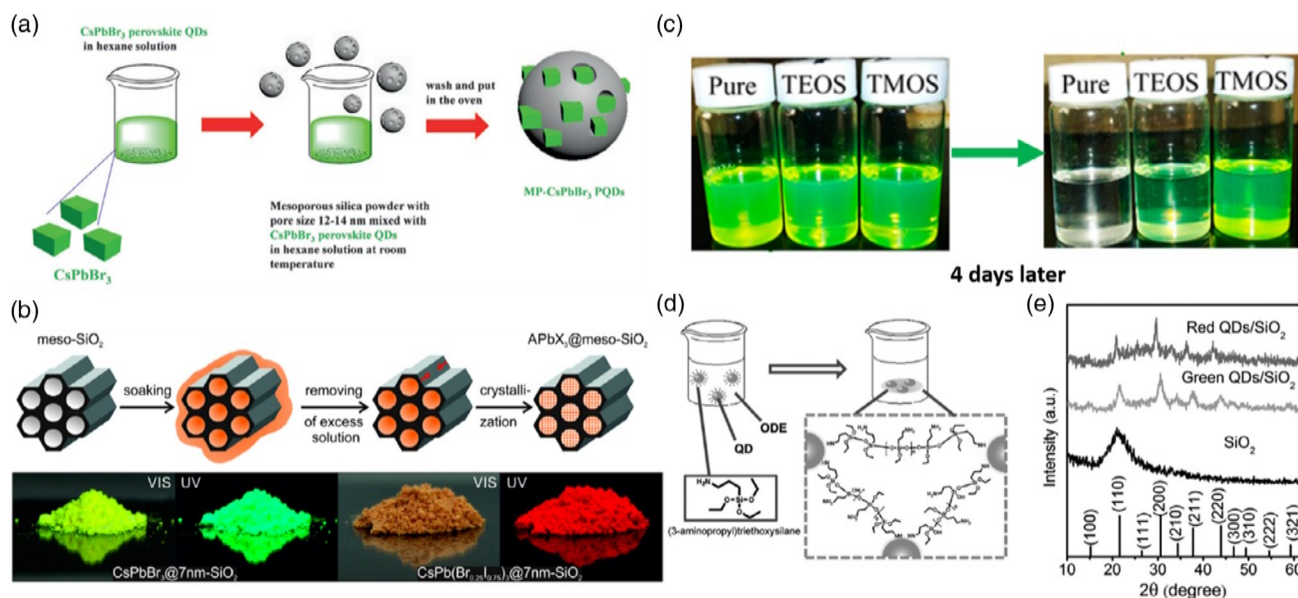 (a)
CsPbBr₃ perovskite QDs
in hexane solution
wash and put
in the oven
MP-CsPbBr₃ PQDs
Mesoporous silica powder with
pore size 12-14 nm mixed with
CsPbBr₃ perovskite QDs
in hexane solution at room
temperature
CsPbBr₃
(b)
meso-SiO₂
APbX₃@meso-SiO₂
soaking
removing
of excess
solution
crystalli-
zation
VIS
UV
VIS
UV
CsPbBr₃@7nm-SiO₂
CsPb(Br₀.₂₅I₀.₇₅)₃@7nm-SiO₂
(c)
Pure
TEOS
TMOS
Pure
TEOS
TMOS
4 days later
(d)
ODE
QD
H₂N
Si
O
O
O
(3-aminopropyl)triethoxysilane
(e)
Intensity (a.u.)
Red QDs/SiO₂
Green QDs/SiO₂
SiO₂
(100)
(110)
(111)
(200)
(210)
(211)
(220)
(300)
(310)
(222)
(321)
10 20 30 40 50 60
2θ (degree)